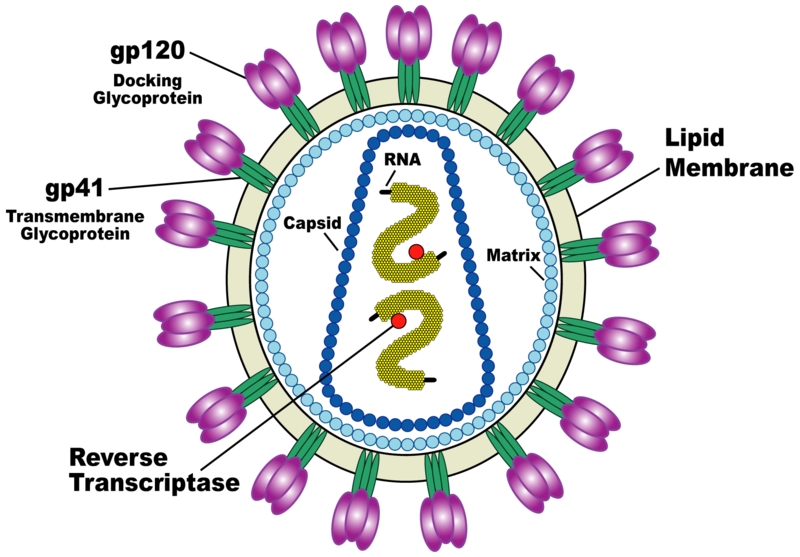 gp120
Docking
Glycoprotein
gp41
Transmembrane
Glycoprotein
RNA
Capsid
Matrix
Lipid
Membrane
Reverse
Transcriptase